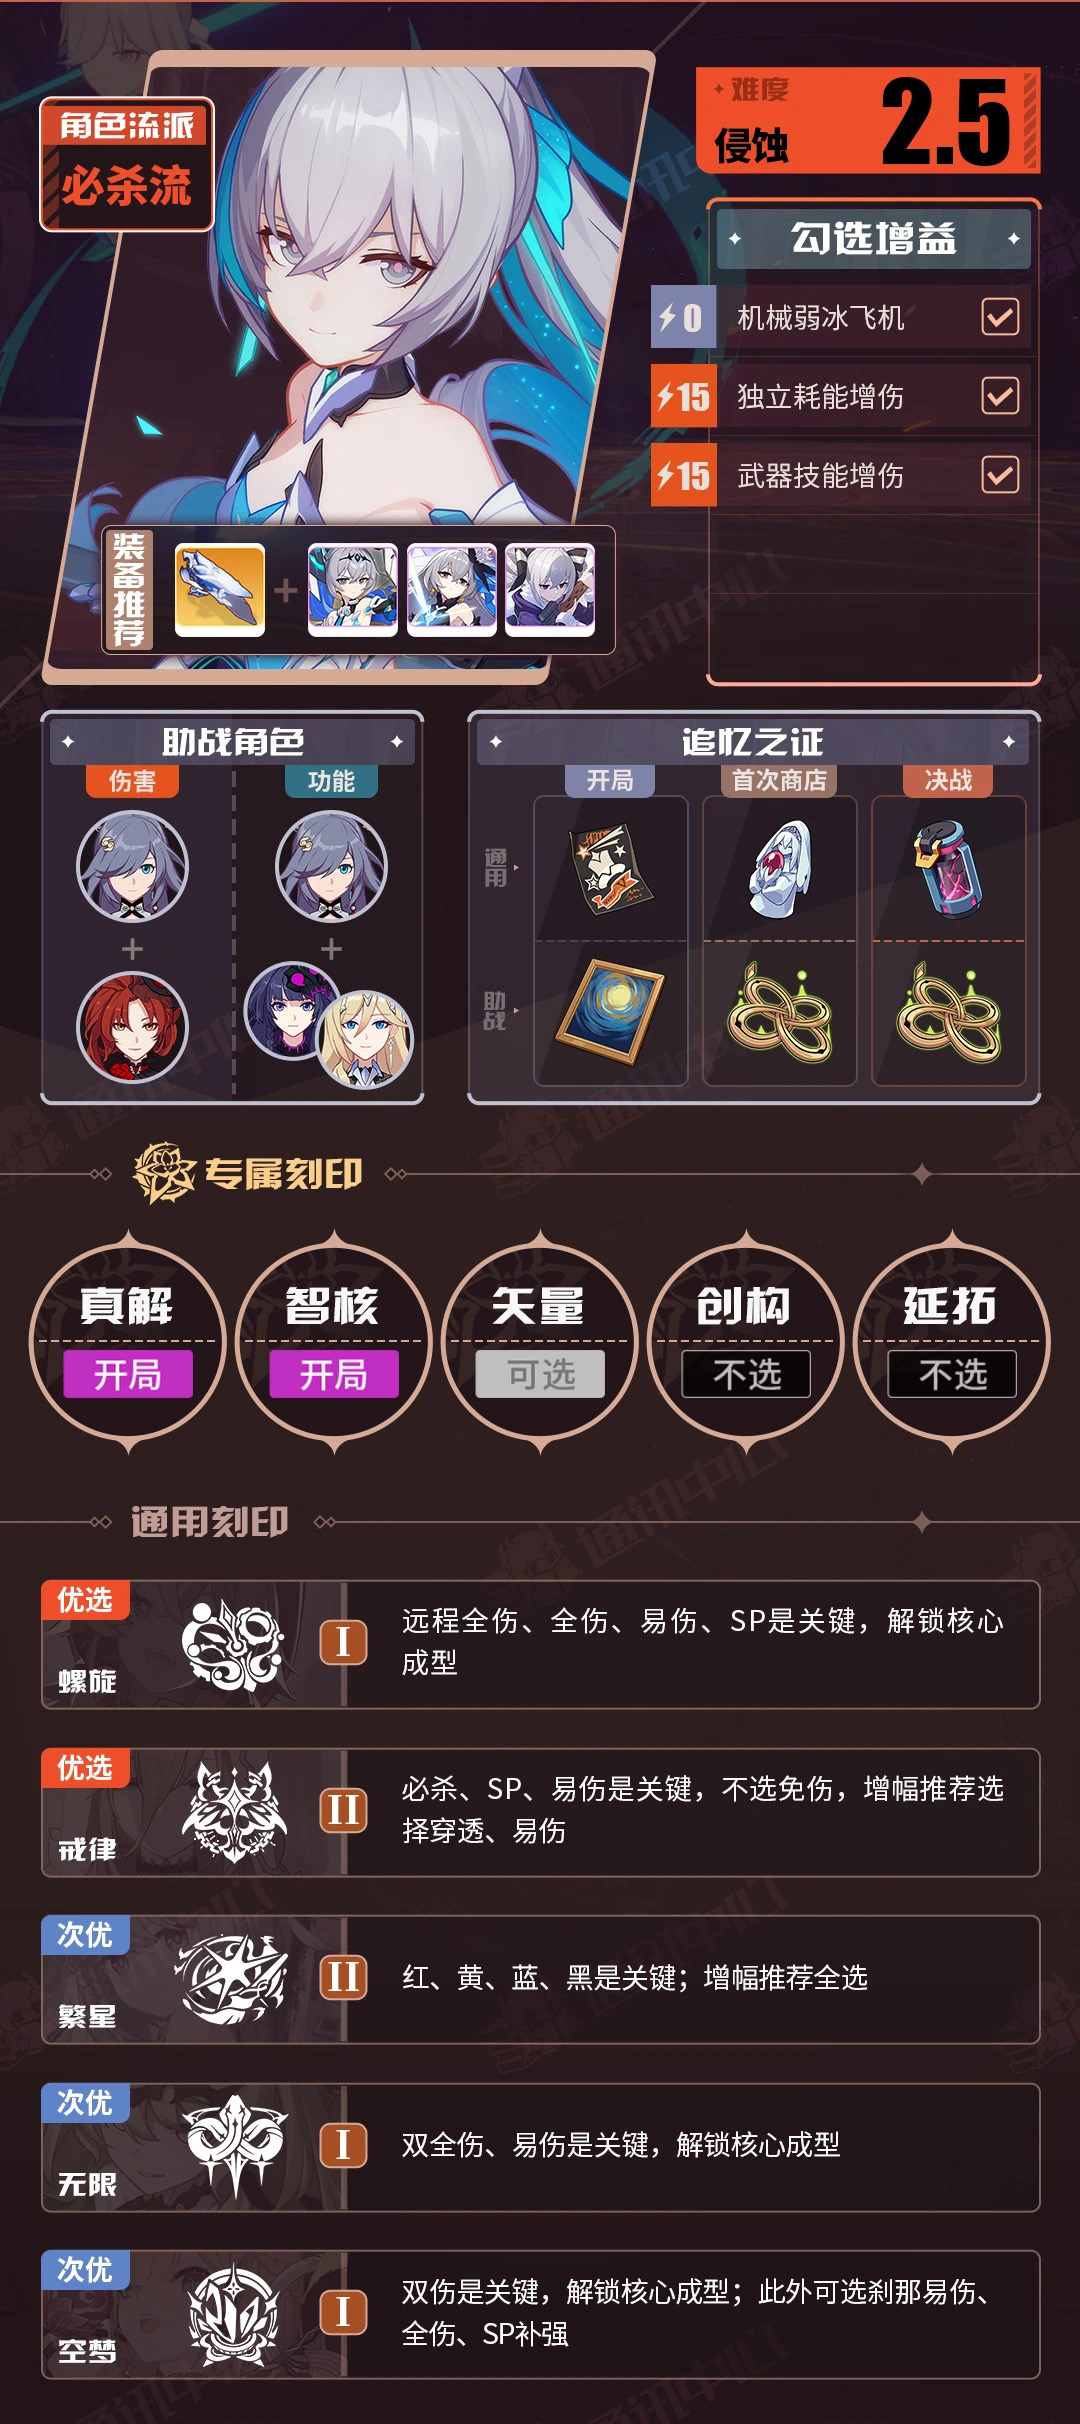 角色流派
必杀流
难度
侵蚀
2.5
勾选增益
0
机械弱冰飞机
15
独立耗能增伤
15
武器技能增伤
装备推荐
助战角色
伤害
功能
追忆之证
开局
首次商店
决战
通用
助战
专属刻印
真解
开局
智核
开局
矢量
可选
创构
不选
延拓
不选
通用刻印
优选
螺旋
I
远程全伤、全伤、易伤、SP是关键，解锁核心
成型
优选
戒律
II
必杀、SP、易伤是关键，不选免伤，增幅推荐选
择穿透、易伤
次优
繁星
II
红、黄、蓝、黑是关键；增幅推荐全选
次优
无限
I
双全伤、易伤是关键，解锁核心成型
次优
空梦
I
双伤是关键，解锁核心成型；此外可选刹那易伤、
全伤、SP补强
通讯中心